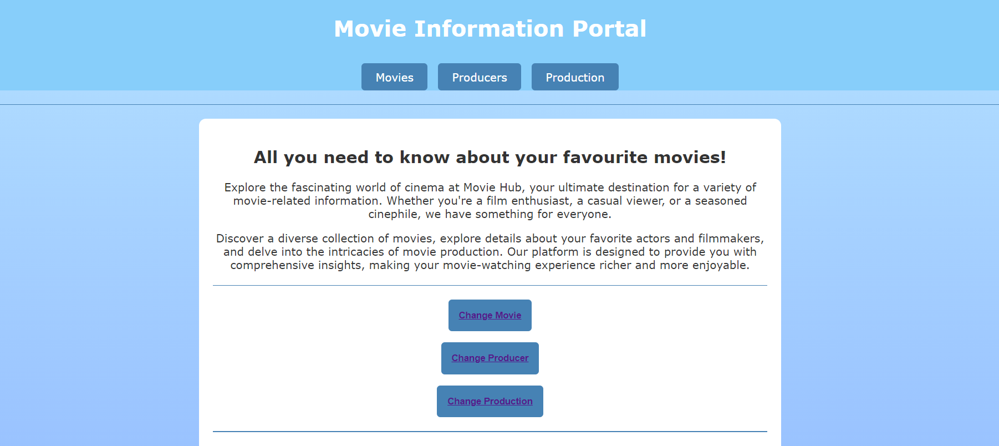 Movie Information Portal
Movies
Producers
Production
All you need to know about your favourite movies!
Explore the fascinating world of cinema at Movie Hub, your ultimate destination for a variety of
movie-related information. Whether you're a film enthusiast, a casual viewer, or a seasoned
cinephile, we have something for everyone.
Discover a diverse collection of movies, explore details about your favorite actors and filmmakers,
and delve into the intricacies of movie production. Our platform is designed to provide you with
comprehensive insights, making your movie-watching experience richer and more enjoyable.
Change Movie
Change Producer
Change Production